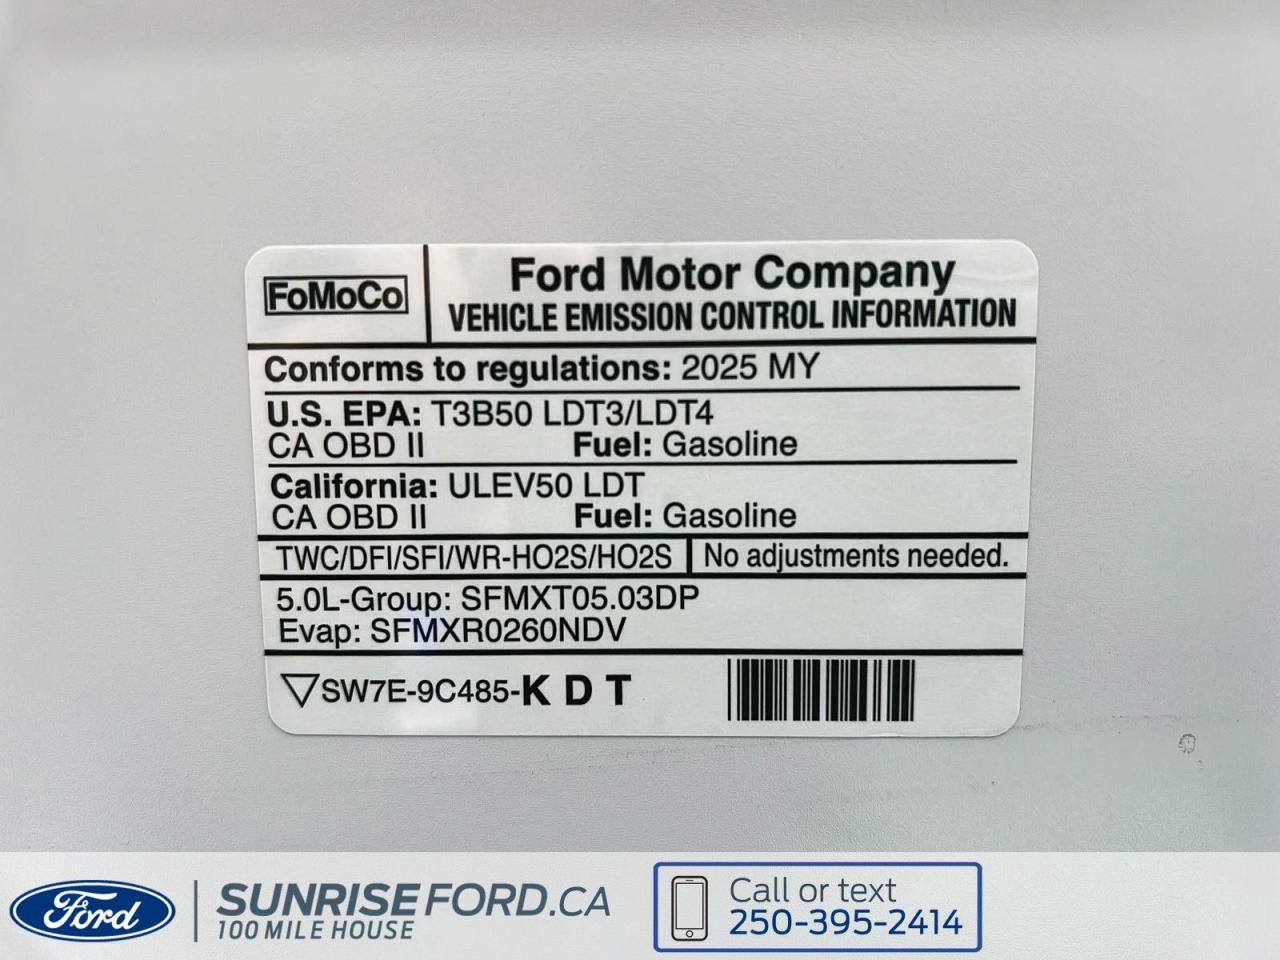 FoMoCo
Ford Motor Company
VEHICLE EMISSION CONTROL INFORMATION
Conforms to regulations: 2025 MY
U.S. EPA: T3B50 LDT3/LDT4
CA OBD II Fuel: Gasoline
California: ULEV50 LDT
CA OBD II Fuel: Gasoline
TWC/DFI/SFI/WR-HO2S/HO2S No adjustments needed.
5.0L-Group: SFMXT05.03DP
Evap: SFMXR0260NDV
SW7E-9C485-K D T
Ford
SUNRISEFORD.CA
100 MILE HOUSE
Call or text
250-395-2414